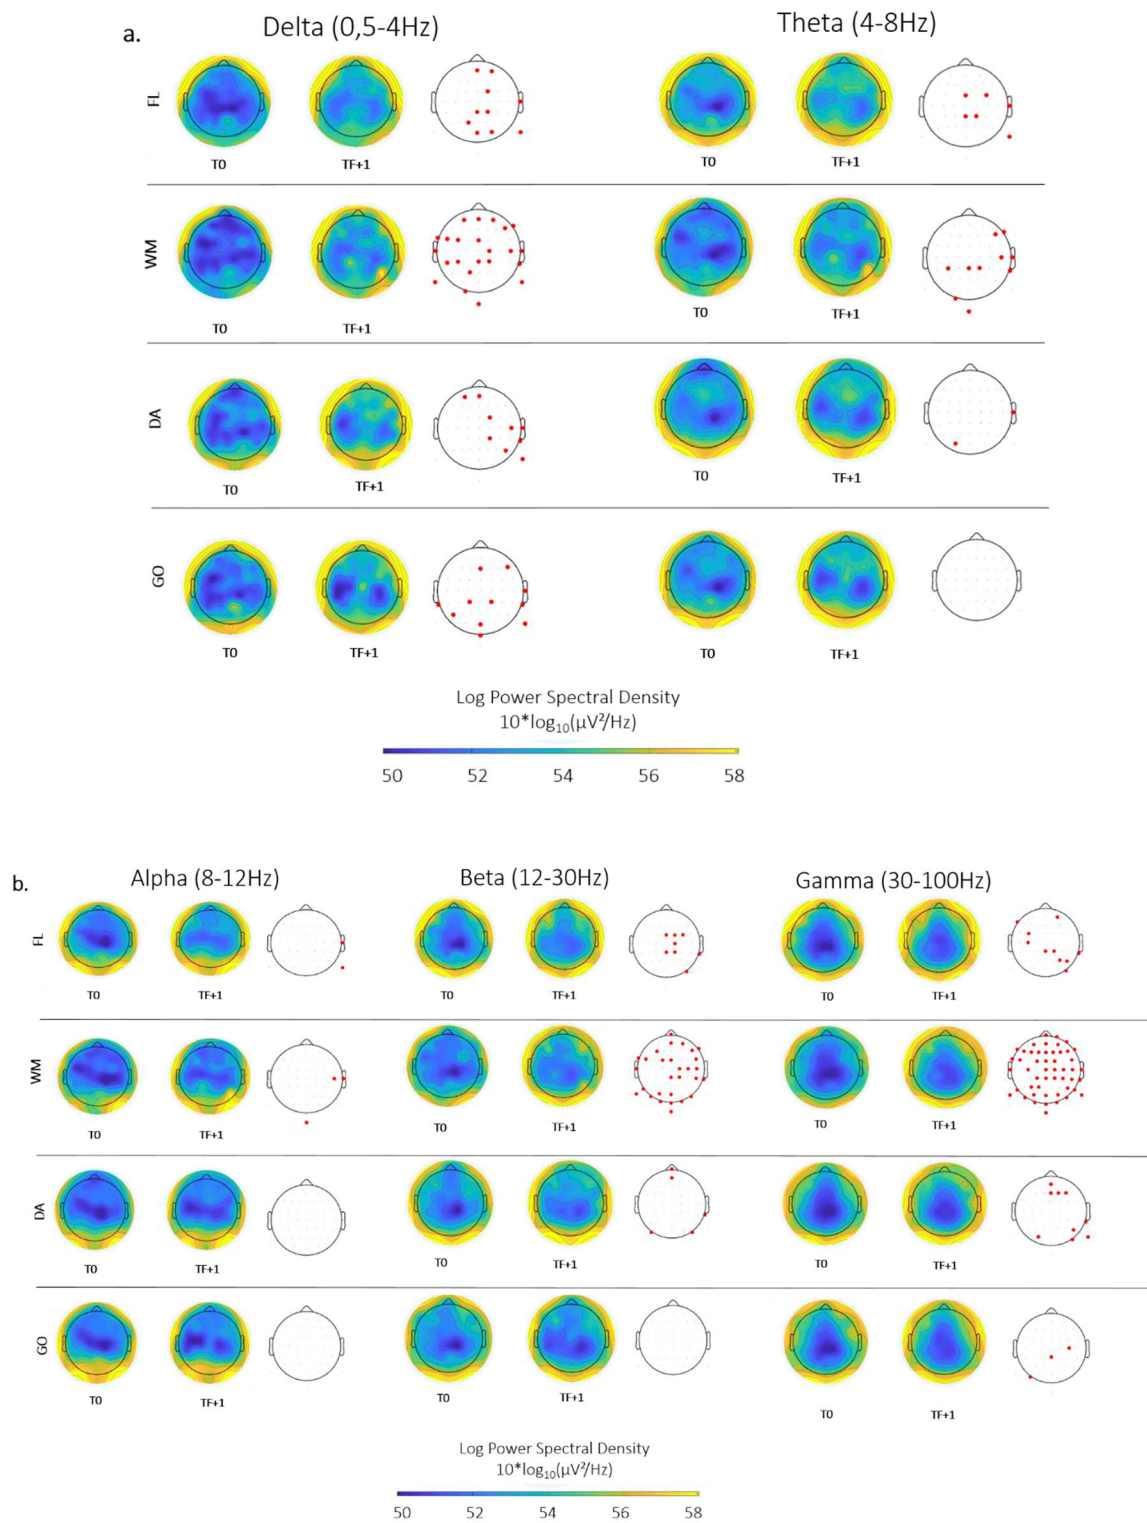 a.
Delta (0,5-4Hz)
Theta (4-8Hz)
FL
T0
TF+1
T0
TF+1
WM
T0
TF+1
T0
TF+1
DA
T0
TF+1
T0
TF+1
GO
T0
TF+1
T0
TF+1
Log Power Spectral Density
10*log₁₀(µV²/Hz)
50 52 54 56 58
b.
Alpha (8-12Hz)
Beta (12-30Hz)
Gamma (30-100Hz)
FL
T0
TF+1
T0
TF+1
T0
TF+1
WM
T0
TF+1
T0
TF+1
T0
TF+1
DA
T0
TF+1
T0
TF+1
T0
TF+1
GO
T0
TF+1
T0
TF+1
T0
TF+1
Log Power Spectral Density
10*log₁₀(µV²/Hz)
50 52 54 56 58